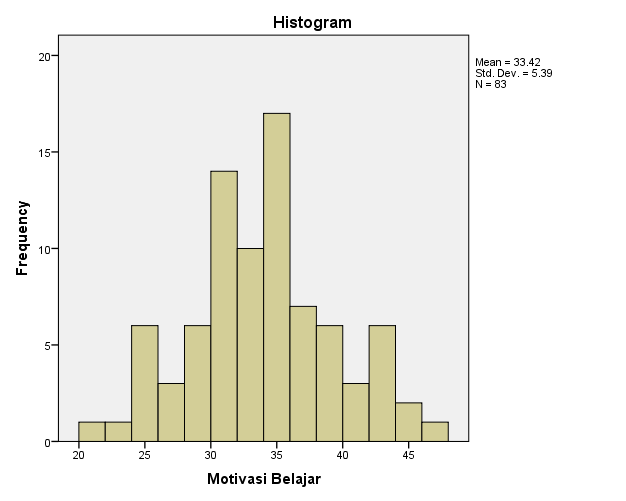 Histogram
Mean = 33.42
Std. Dev. = 5.39
N = 83
20
15
10
5
0
Frequency
20 25 30 35 40 45
Motivasi Belajar